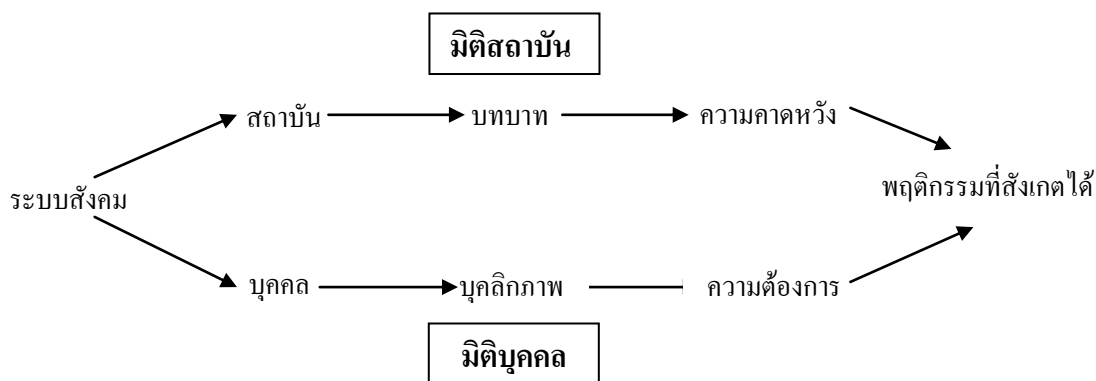 มิติสถาบัน
สถาบัน บทบาท ความคาดหวัง
ระบบสังคม พฤติกรรมที่สังเกตได้
บุคคล บุคลิกภาพ ความต้องการ
มิติบุคคล